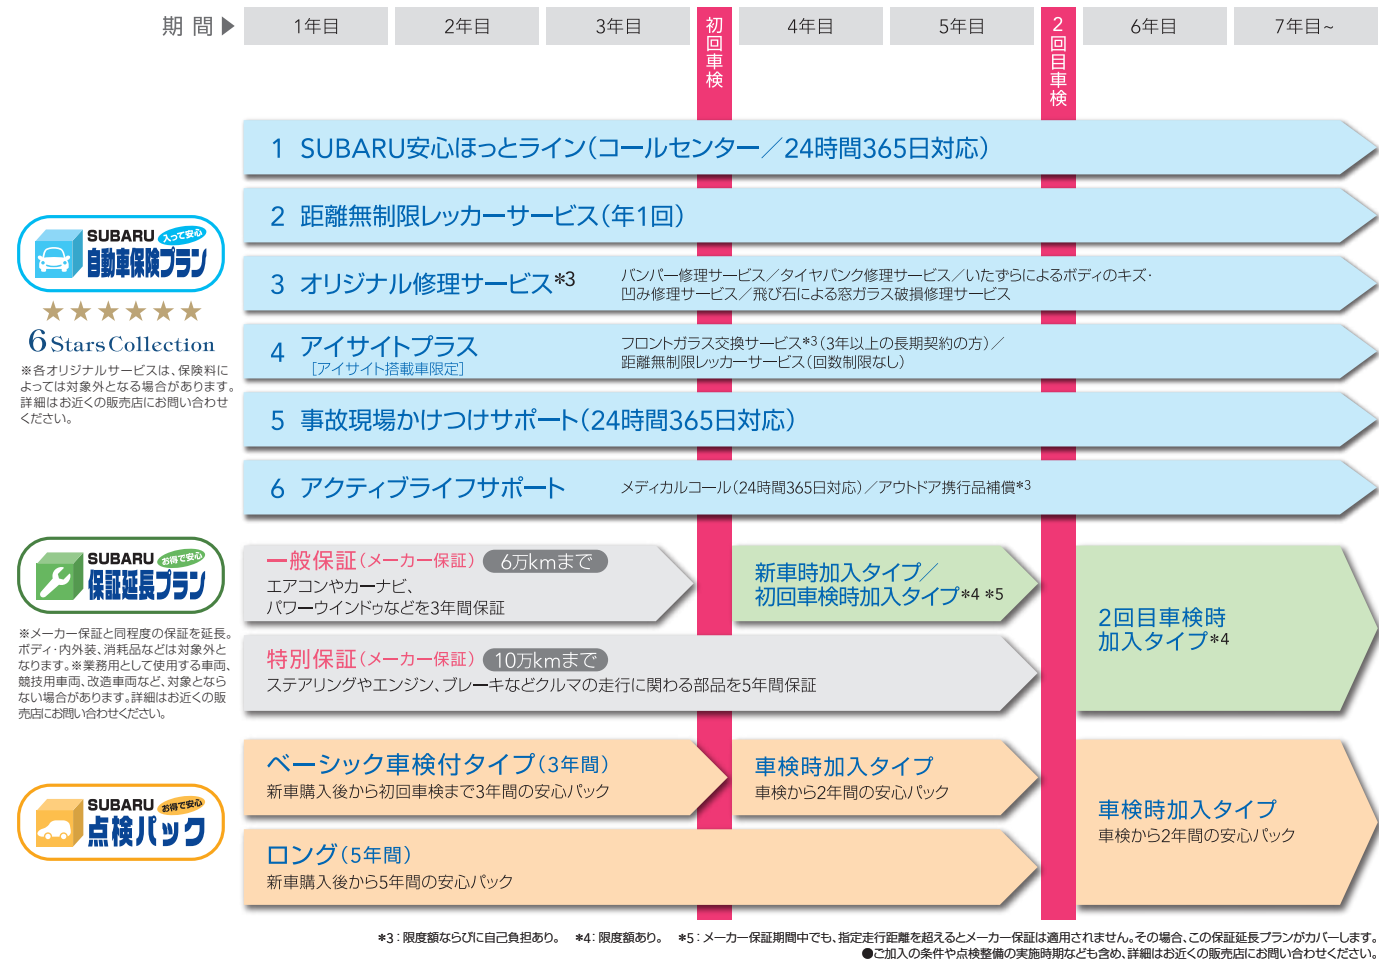 期間▶ 1年目 2年目 3年目 初回車検 4年目 5年目 2回目車検 6年目 7年目~
1 SUBARU安心ほっとライン(コールセンター／24時間365日対応)
2 距離無制限レッカーサービス(年1回)
SUBARU 入って安心
自動車保険プラン
★★★★★★
6 Stars Collection
※各オリジナルサービスは、保険料に
よっては対象外となる場合があります。
詳細はお近くの販売店にお問い合わせ
ください。
3 オリジナル修理サービス*3
バンパー修理サービス／タイヤパンク修理サービス／いたずらによるボディのキズ・
凹み修理サービス／飛び石による窓ガラス破損修理サービス
4 アイサイトプラス
[アイサイト搭載車限定]
フロントガラス交換サービス*3(3年以上の長期契約の方)／
距離無制限レッカーサービス(回数制限なし)
5 事故現場かけつけサポート(24時間365日対応)
6 アクティブライフサポート
メディカルコール(24時間365日対応)／アウトドア携行品補償*3
SUBARU お得で安心
保証延長プラン
※メーカー保証と同程度の保証を延長。
ボディ・内外装、消耗品などは対象外と
なります。※業務用として使用する車両、
競技用車両、改造車両など、対象となら
ない場合があります。詳細はお近くの販
売店にお問い合わせください。
一般保証(メーカー保証) 6万kmまで
エアコンやカーナビ、
パワーウインドゥなどを3年間保証
新車時加入タイプ／
初回車検時加入タイプ*4 *5
2回目車検時
加入タイプ*4
特別保証(メーカー保証) 10万kmまで
ステアリングやエンジン、ブレーキなどクルマの走行に関わる部品を5年間保証
SUBARU お得で安心
点検パック
ベーシック車検付タイプ(3年間)
新車購入後から初回車検まで3年間の安心パック
車検時加入タイプ
車検から2年間の安心パック
車検時加入タイプ
車検から2年間の安心パック
ロング(5年間)
新車購入後から5年間の安心パック
*3：限度額ならびに自己負担あり。 *4：限度額あり。 *5：メーカー保証期間中でも、指定走行距離を超えるとメーカー保証は適用されません。その場合、この保証延長プランがカバーします。
●ご加入の条件や点検整備の実施時期なども含め、詳細はお近くの販売店にお問い合わせください。